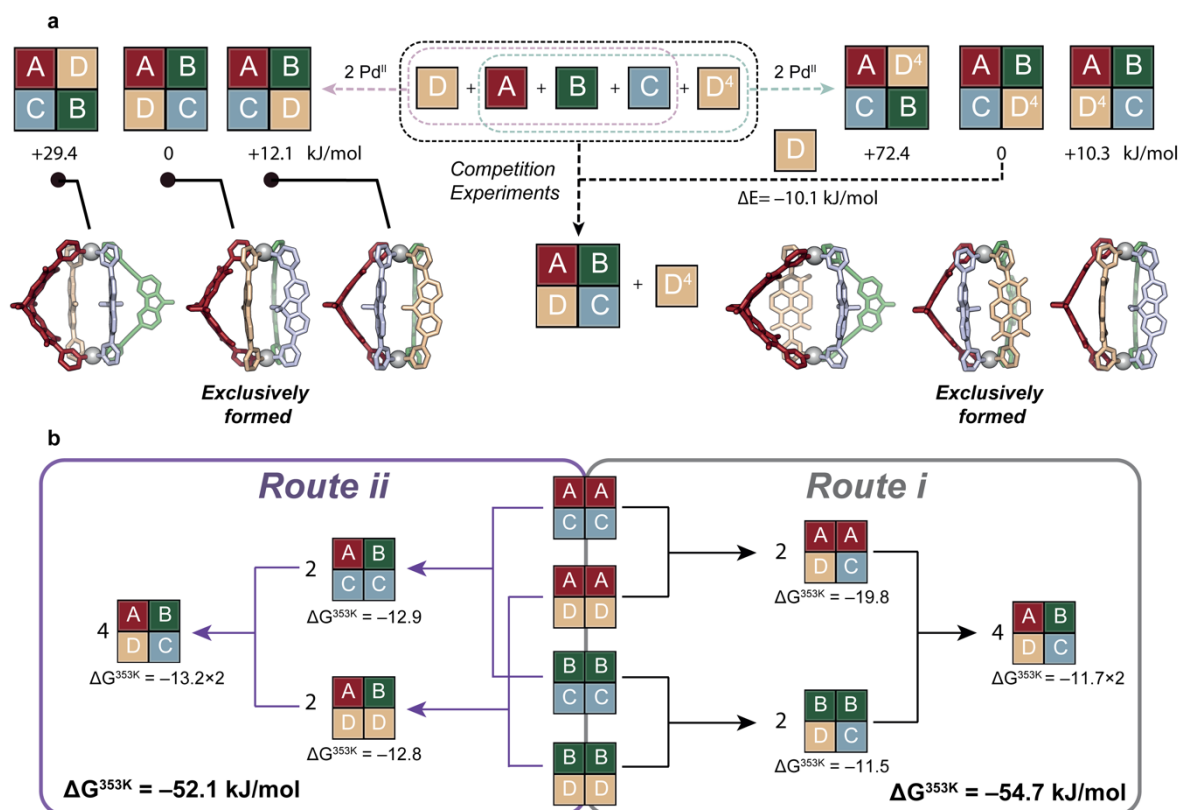 a
A D
C B
A B
D C
A B
C D
2 Pd^II
D + A + B + C + D^4
2 Pd^II
A D^4
C B
A B
C D^4
A B
D^4 C
+29.4 0 +12.1 kJ/mol
Competition
Experiments
D
+72.4 0 +10.3 kJ/mol
ΔE= −10.1 kJ/mol
A B
D C
+ D^4
Exclusively
formed
Exclusively
formed
b
Route ii
Route i
A A
C C
A A
D D
B B
C C
B B
D D
2
A B
C C
ΔG^353K = −12.9
2
A B
D D
ΔG^353K = −12.8
4
A B
D C
ΔG^353K = −13.2×2
ΔG^353K = −52.1 kJ/mol
2
A A
D C
ΔG^353K = −19.8
2
B B
D C
ΔG^353K = −11.5
4
A B
D C
ΔG^353K = −11.7×2
ΔG^353K = −54.7 kJ/mol